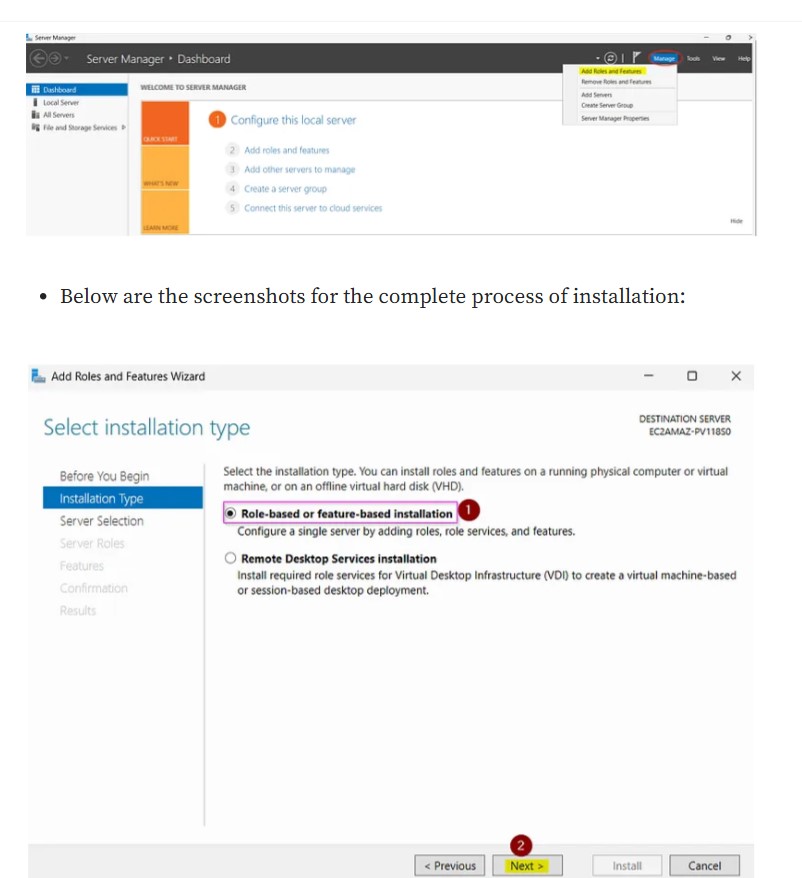 Server Manager
Server Manager • Dashboard
Manage Tools View Help
Add Roles and Features
Remove Roles and Features
Add Servers
Create Server Group
Server Manager Properties
Dashboard
Local Server
All Servers
File and Storage Services
WELCOME TO SERVER MANAGER
QUICK START
WHAT'S NEW
LEARN MORE
1 Configure this local server
2 Add roles and features
3 Add other servers to manage
4 Create a server group
5 Connect this server to cloud services
Hide
• Below are the screenshots for the complete process of installation:
Add Roles and Features Wizard
Select installation type
DESTINATION SERVER
EC2AMAZ-PV1185O
Before You Begin
Installation Type
Server Selection
Server Roles
Features
Confirmation
Results
Select the installation type. You can install roles and features on a running physical computer or virtual
machine, or on an offline virtual hard disk (VHD).
Role-based or feature-based installation 1
Configure a single server by adding roles, role services, and features.
Remote Desktop Services installation
Install required role services for Virtual Desktop Infrastructure (VDI) to create a virtual machine-based
or session-based desktop deployment.
2
< Previous Next > Install Cancel